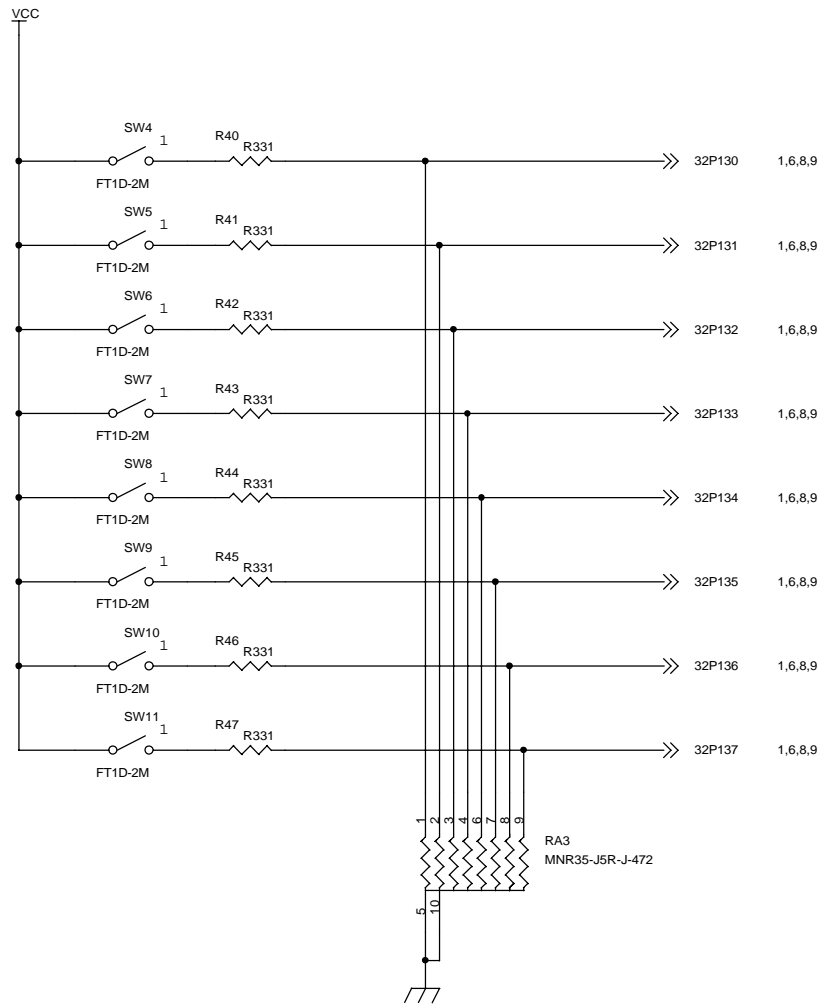 VCC
SW4
1
R40
R331
FT1D-2M
32P130 1,6,8,9
SW5
1
R41
R331
FT1D-2M
32P131 1,6,8,9
SW6
1
R42
R331
FT1D-2M
32P132 1,6,8,9
SW7
1
R43
R331
FT1D-2M
32P133 1,6,8,9
SW8
1
R44
R331
FT1D-2M
32P134 1,6,8,9
SW9
1
R45
R331
FT1D-2M
32P135 1,6,8,9
SW10
1
R46
R331
FT1D-2M
32P136 1,6,8,9
SW11
1
R47
R331
FT1D-2M
32P137 1,6,8,9
1 2 3 4 6 7 8 9
RA3
MNR35-J5R-J-472
5 10